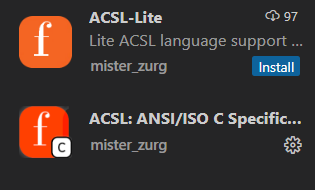 f
ACSL-Lite 97
Lite ACSL language support ...
mister_zurg Install
f
C
ACSL: ANSI/ISO C Specific...
mister_zurg